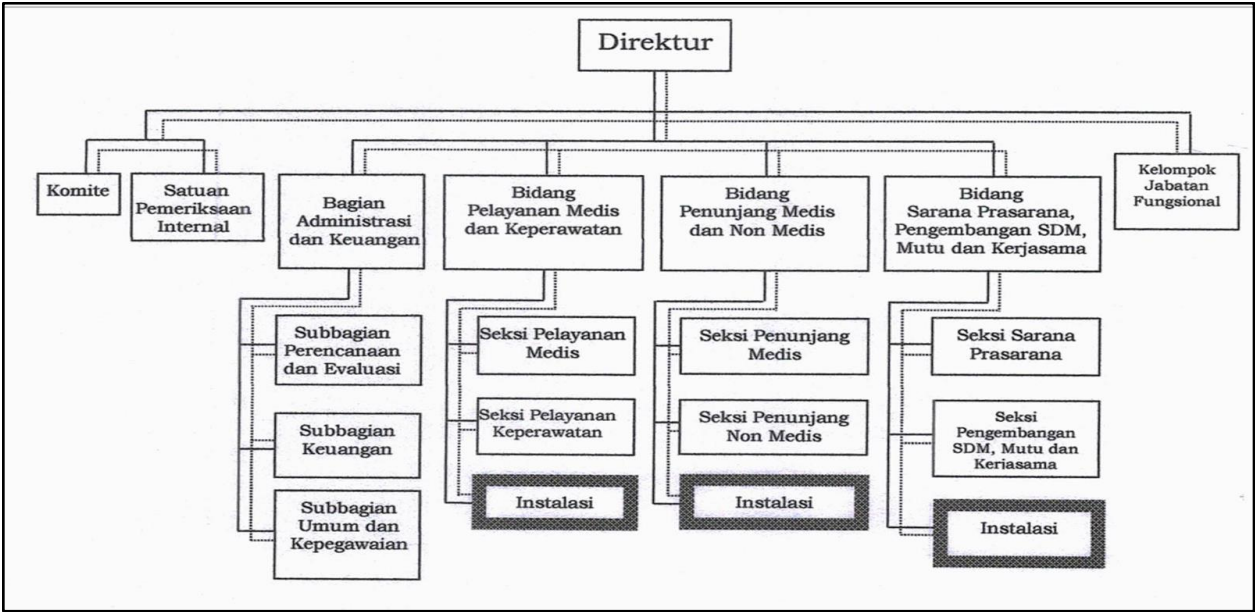 Direktur
Komite
Satuan
Pemeriksaan
Internal
Bagian
Administrasi
dan Keuangan
Bidang
Pelayanan Medis
dan Keperawatan
Bidang
Penunjang Medis
dan Non Medis
Bidang
Sarana Prasarana,
Pengembangan SDM,
Mutu dan Kerjasama
Kelompok
Jabatan
Fungsional
Subbagian
Perencanaan
dan Evaluasi
Subbagian
Keuangan
Subbagian
Umum dan
Kepegawaian
Seksi Pelayanan
Medis
Seksi Pelayanan
Keperawatan
Instalasi
Seksi Penunjang
Medis
Seksi Penunjang
Non Medis
Instalasi
Seksi Sarana
Prasarana
Seksi
Pengembangan
SDM, Mutu dan
Kerjasama
Instalasi